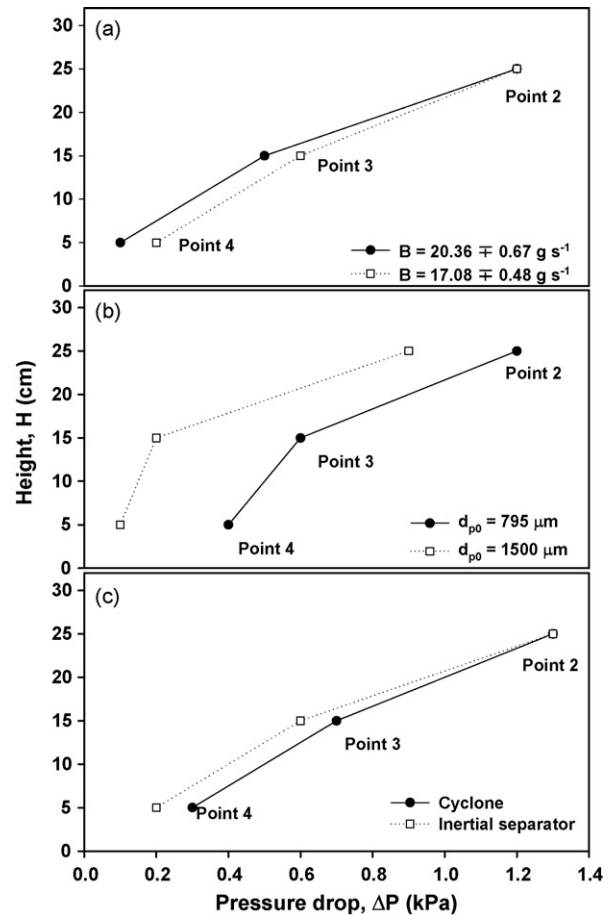 (a)
30
25
20
15
10
5
0
Point 2
Point 3
Point 4
B = 20.36 ∓ 0.67 g s⁻¹
B = 17.08 ∓ 0.48 g s⁻¹
(b)
30
25
20
15
10
5
0
Point 2
Point 3
Point 4
dp0 = 795 μm
dp0 = 1500 μm
Height, H (cm)
(c)
30
25
20
15
10
5
0
Point 2
Point 3
Point 4
Cyclone
Inertial separator
0.0 0.2 0.4 0.6 0.8 1.0 1.2 1.4
Pressure drop, ΔP (kPa)